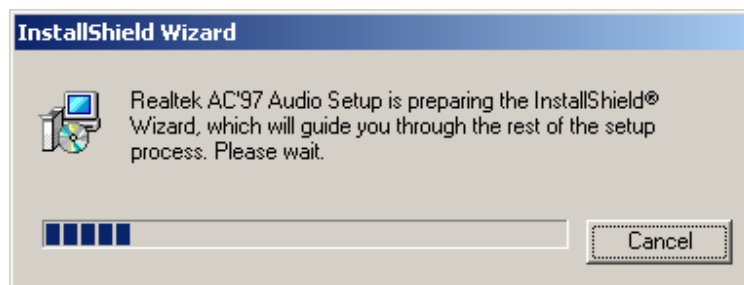 InstallShield Wizard
Realtek AC'97 Audio Setup is preparing the InstallShield®
Wizard, which will guide you through the rest of the setup
process. Please wait.
Cancel